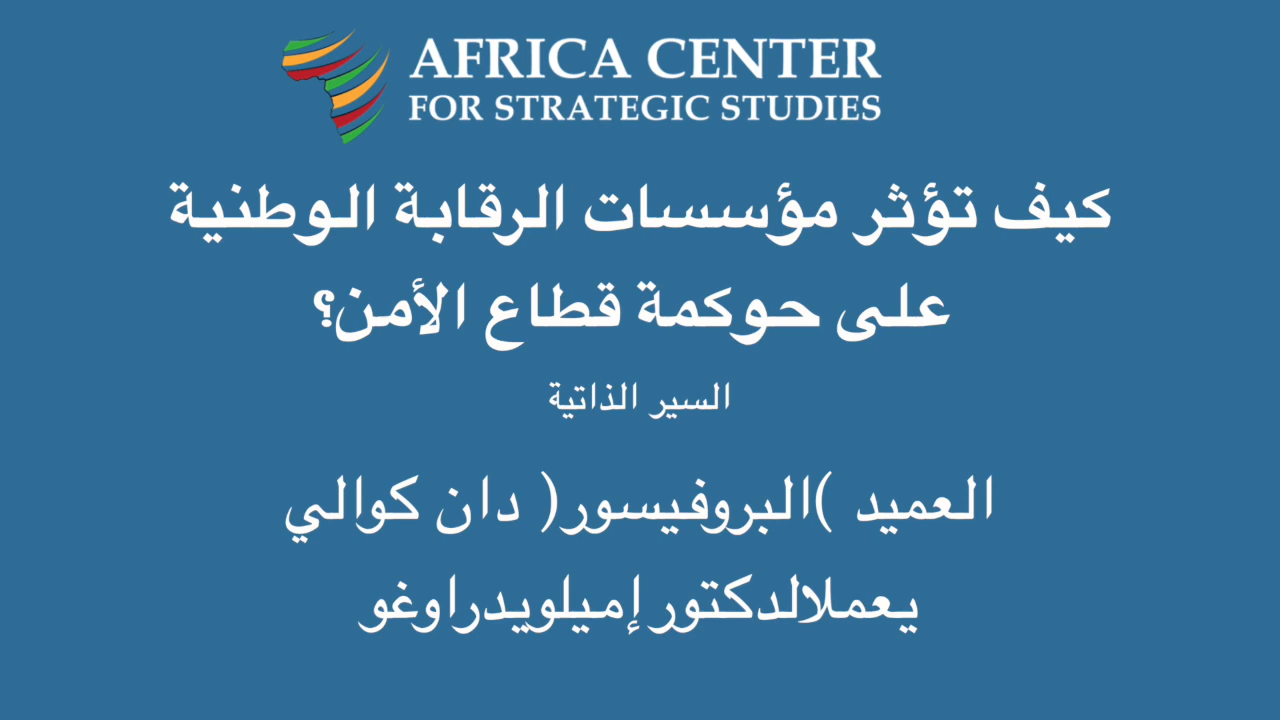 AFRICA CENTER
FOR STRATEGIC STUDIES
كيف تؤثر مؤسسات الرقابة الوطنية
على حوكمة قطاع الأمن؟
السير الذاتية
العميد )البروفيسور( دان كوالي
يعملالدكتور إميلويدراوغو